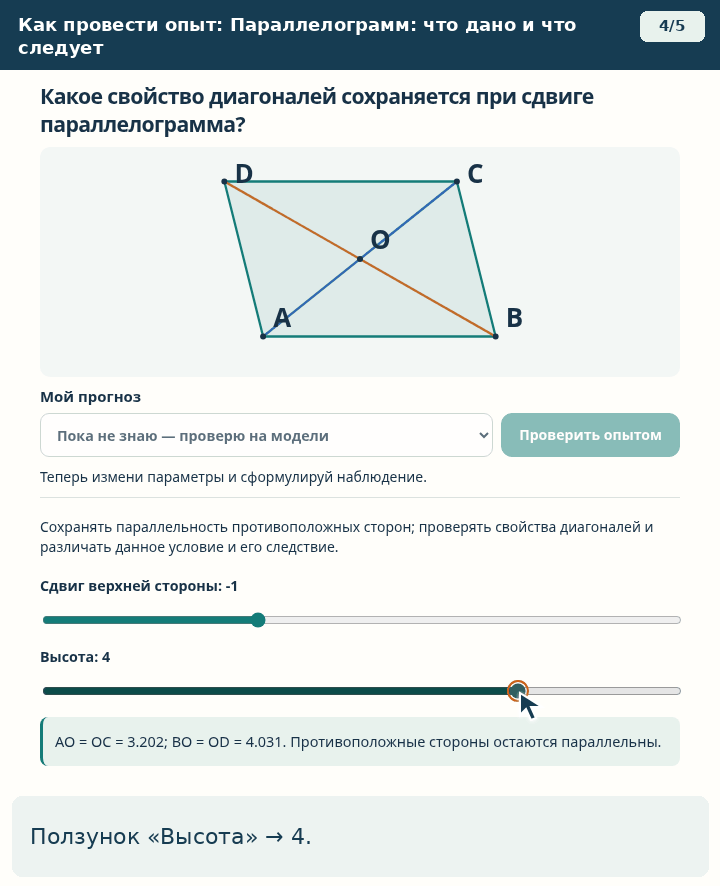 Как провести опыт: Параллелограмм: что дано и что
следует
4/5
Какое свойство диагоналей сохраняется при сдвиге
параллелограмма?
D
C
O
A
B
Мой прогноз
Пока не знаю — проверю на модели
Проверить опытом
Теперь измени параметры и сформулируй наблюдение.
Сохранять параллельность противоположных сторон; проверять свойства диагоналей и
различать данное условие и его следствие.
Сдвиг верхней стороны: -1
Высота: 4
AO = OC = 3.202; BO = OD = 4.031. Противоположные стороны остаются параллельны.
Ползунок «Высота» → 4.